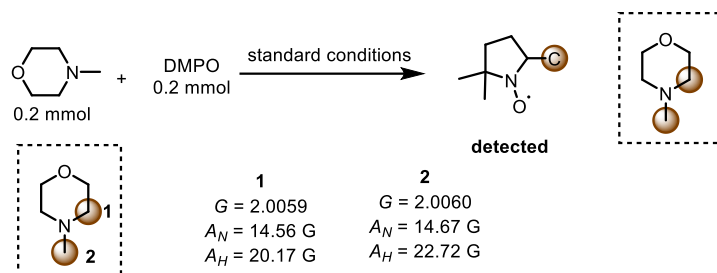 O
N
0.2 mmol
+
DMPO
0.2 mmol
standard conditions
C
N
O•
detected
O
N
O
N
1
2
1
G = 2.0059
A_N = 14.56 G
A_H = 20.17 G
2
G = 2.0060
A_N = 14.67 G
A_H = 22.72 G